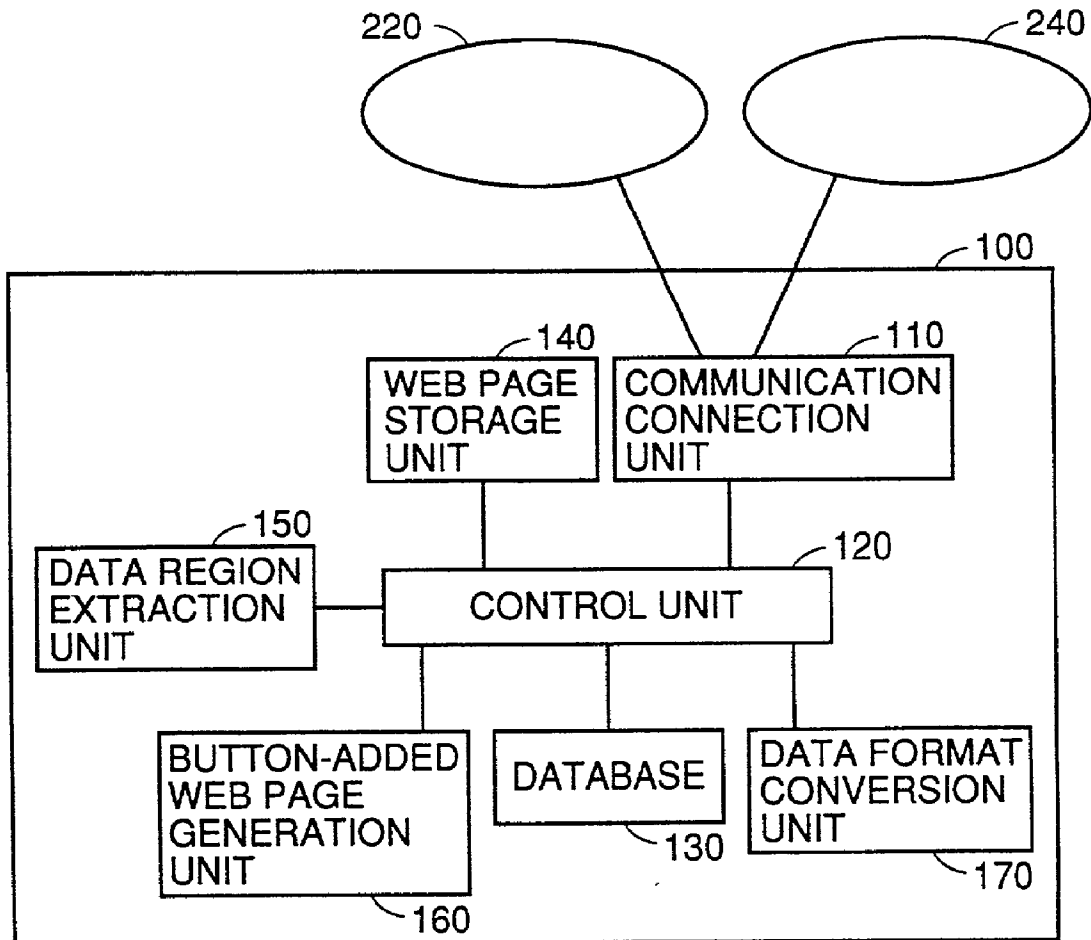 220
240
100
140
110
WEB PAGE
STORAGE
UNIT
COMMUNICATION
CONNECTION
UNIT
150
120
DATA REGION
EXTRACTION
UNIT
CONTROL UNIT
BUTTON-ADDED
WEB PAGE
GENERATION
UNIT
DATABASE
DATA FORMAT
CONVERSION
UNIT
130
160
170